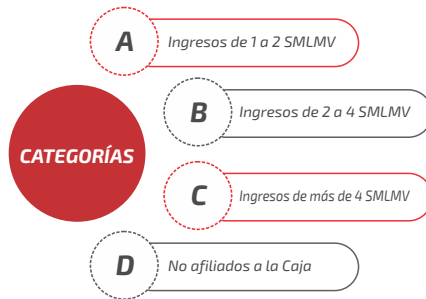 A
Ingresos de 1 a 2 SMLMV
B
Ingresos de 2 a 4 SMLMV
CATEGORÍAS
C
Ingresos de más de 4 SMLMV
D
No afiliados a la Caja